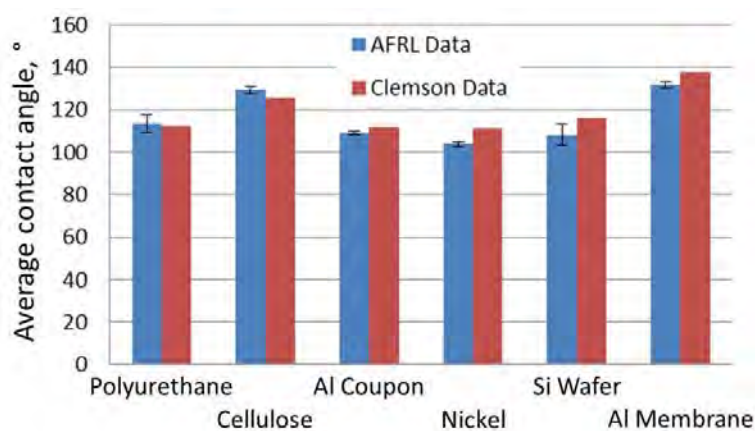 Average contact angle, °
160
140
120
100
80
60
40
20
0
AFRL Data
Clemson Data
Polyurethane
Cellulose
Al Coupon
Nickel
Si Wafer
Al Membrane